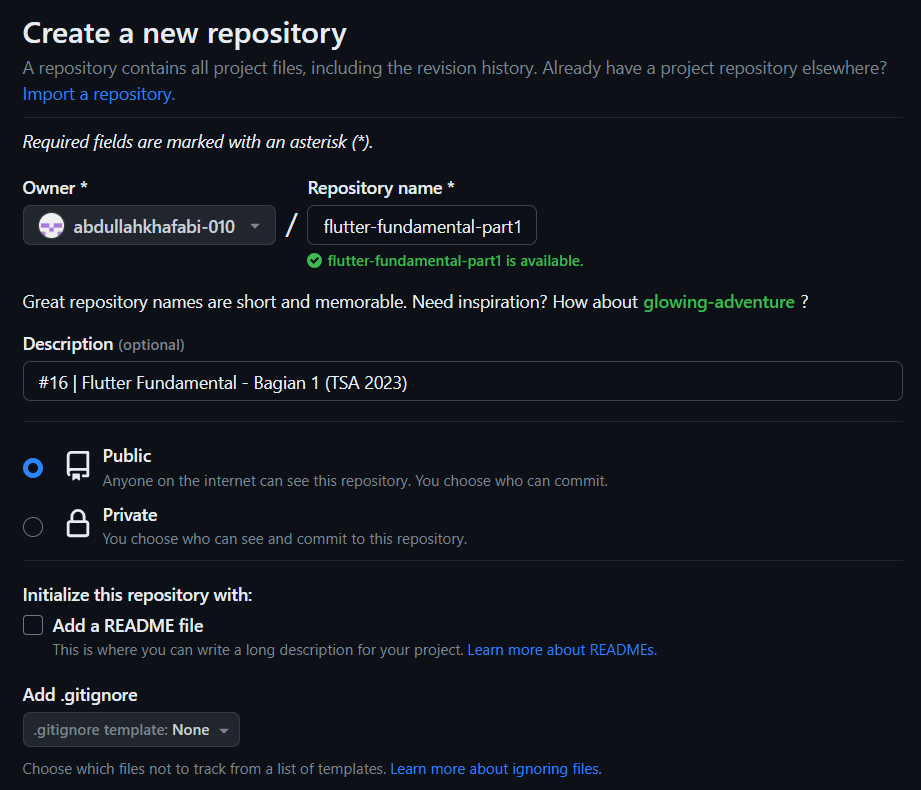 Create a new repository
A repository contains all project files, including the revision history. Already have a project repository elsewhere?
Import a repository.
Required fields are marked with an asterisk (*).
Owner * Repository name *
abdullahkhafabi-010 / flutter-fundamental-part1
flutter-fundamental-part1 is available.
Great repository names are short and memorable. Need inspiration? How about glowing-adventure ?
Description (optional)
#16 | Flutter Fundamental - Bagian 1 (TSA 2023)
Public
Anyone on the internet can see this repository. You choose who can commit.
Private
You choose who can see and commit to this repository.
Initialize this repository with:
Add a README file
This is where you can write a long description for your project. Learn more about READMEs.
Add .gitignore
.gitignore template: None
Choose which files not to track from a list of templates. Learn more about ignoring files.